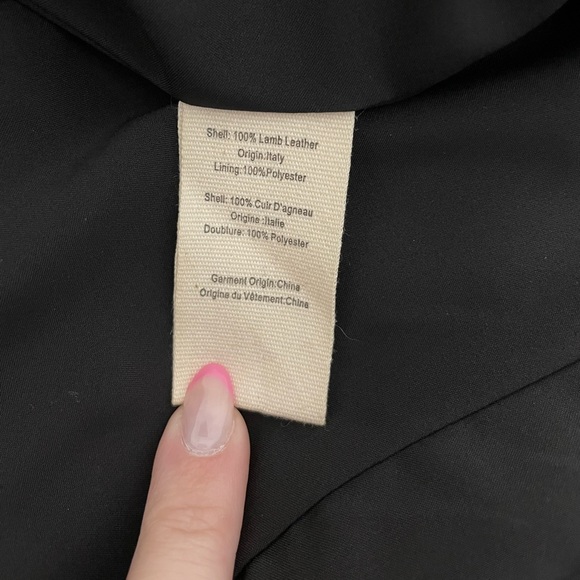 Shell: 100% Lamb Leather
Origin:Italy
Lining:100%Polyester
Shell: 100% Cuir D'agneau
Origine :Italie
Doublure: 100% Polyester
Garment Origin:China
Origine du Vêtement:China